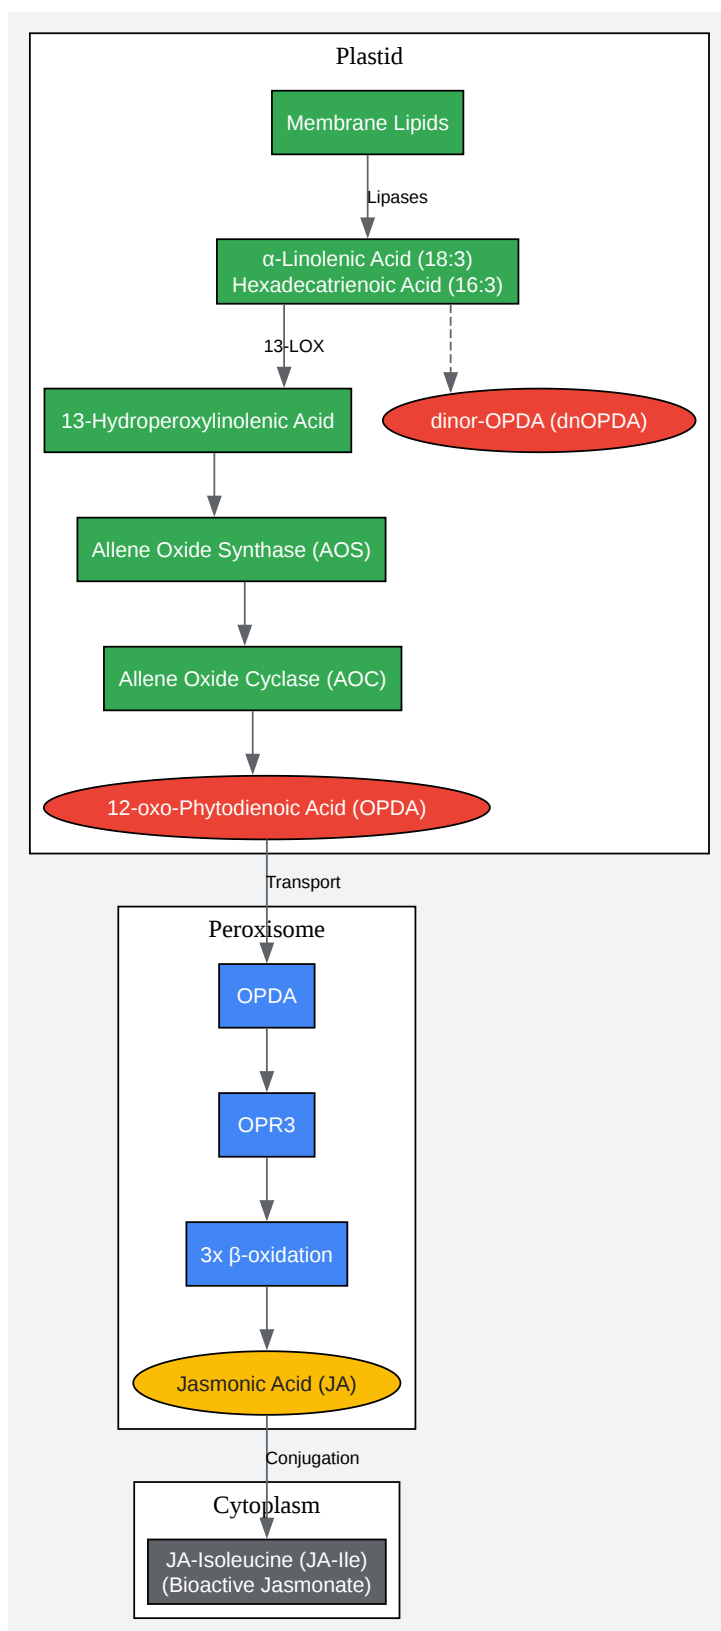 Plastid
Membrane Lipids
Lipases
α-Linolenic Acid (18:3)
Hexadecatrienoic Acid (16:3)
13-LOX
13-Hydroperoxylinolenic Acid
dinor-OPDA (dnOPDA)
Allene Oxide Synthase (AOS)
Allene Oxide Cyclase (AOC)
12-oxo-Phytodienoic Acid (OPDA)
Transport
Peroxisome
OPDA
OPR3
3x β-oxidation
Jasmonic Acid (JA)
Conjugation
Cytoplasm
JA-Isoleucine (JA-Ile)
(Bioactive Jasmonate)